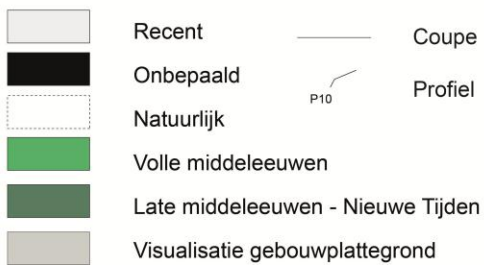 Recent
Onbepaald
Natuurlijk
Volle middeleeuwen
Late middeleeuwen - Nieuwe Tijden
Visualisatie gebouwplattegrond
Coupe
P10
Profiel